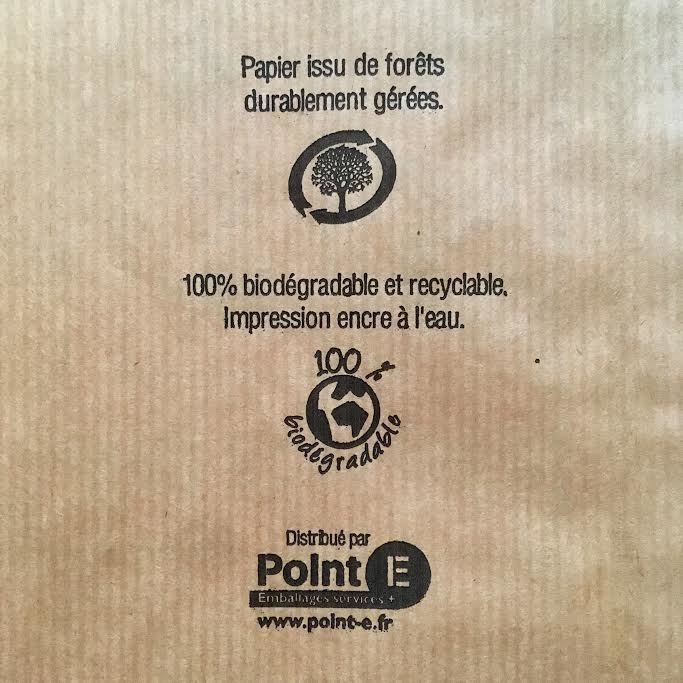 Papier issu de forêts
durablement gérées.
100% biodégradable et recyclable.
Impression encre à l'eau.
100 %
biodégradable
Distribué par
Point E
Emballages services +
www.point-e.fr